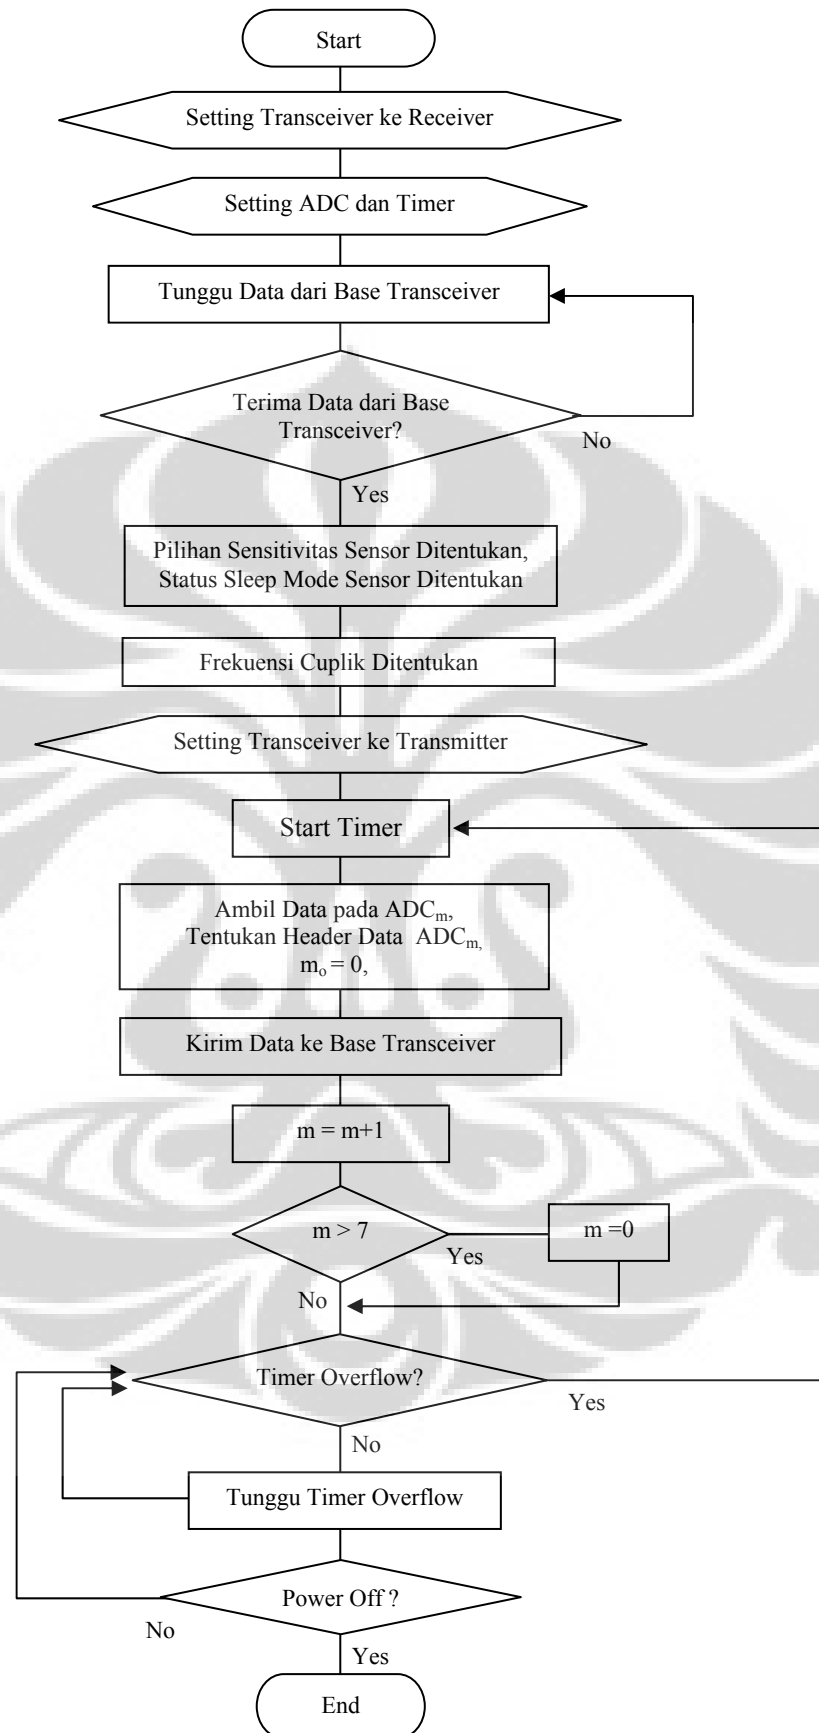 Start
Setting Transceiver ke Receiver
Setting ADC dan Timer
Tunggu Data dari Base Transceiver
Terima Data dari Base
Transceiver?
No
Yes
Pilihan Sensitivitas Sensor Ditentukan,
Status Sleep Mode Sensor Ditentukan
Frekuensi Cuplik Ditentukan
Setting Transceiver ke Transmitter
Start Timer
Ambil Data pada ADCm,
Tentukan Header Data ADCm,
mo = 0,
Kirim Data ke Base Transceiver
m = m+1
m > 7
Yes
m =0
No
Timer Overflow?
Yes
No
Tunggu Timer Overflow
Power Off ?
No
Yes
End